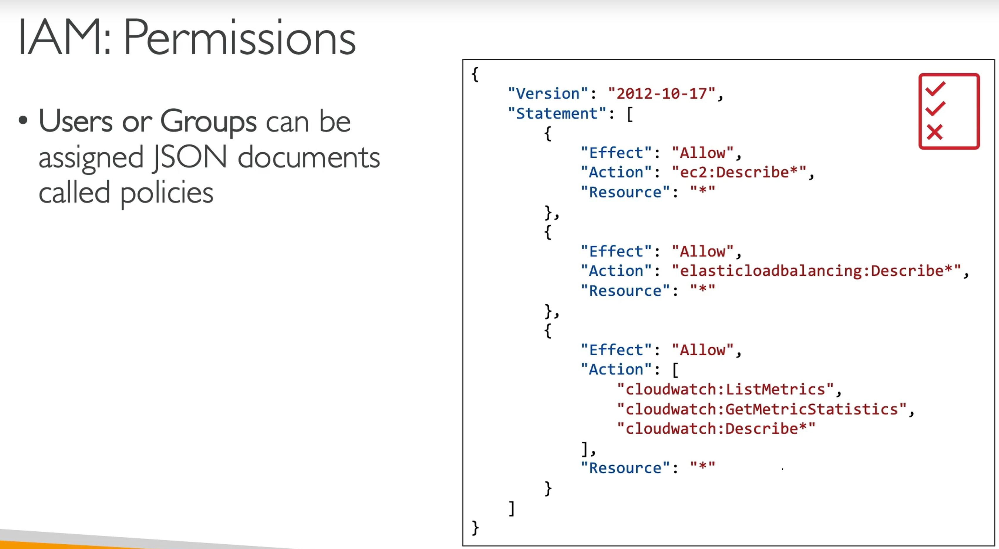 IAM: Permissions
• Users or Groups can be
assigned JSON documents
called policies
{
    "Version": "2012-10-17",
    "Statement": [
        {
            "Effect": "Allow",
            "Action": "ec2:Describe*",
            "Resource": "*"
        },
        {
            "Effect": "Allow",
            "Action": "elasticloadbalancing:Describe*",
            "Resource": "*"
        },
        {
            "Effect": "Allow",
            "Action": [
                "cloudwatch:ListMetrics",
                "cloudwatch:GetMetricStatistics",
                "cloudwatch:Describe*"
            ],
            "Resource": "*"
        }
    ]
}